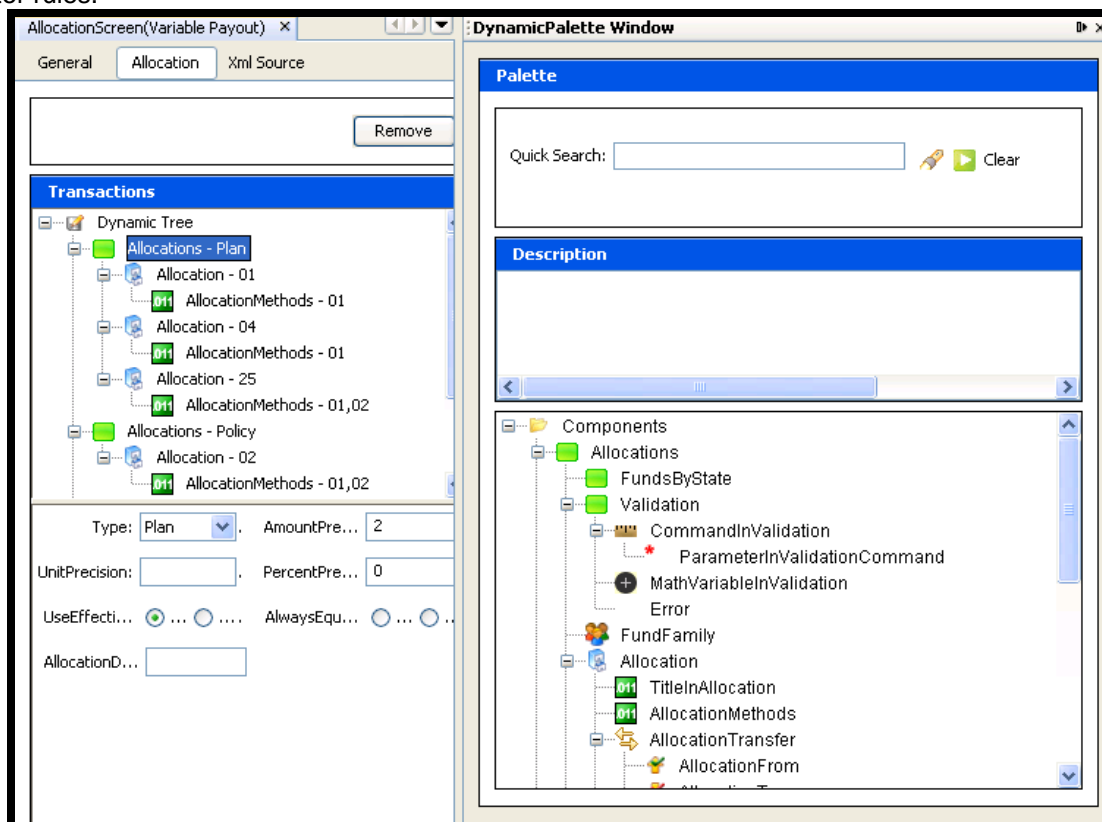 AllocationScreen(Variable Payout) ×
General Allocation Xml Source
Remove
Transactions
Dynamic Tree
Allocations - Plan
Allocation - 01
AllocationMethods - 01
Allocation - 04
AllocationMethods - 01
Allocation - 25
AllocationMethods - 01,02
Allocations - Policy
Allocation - 02
AllocationMethods - 01,02
Type: Plan . AmountPre... 2
UnitPrecision: . PercentPre... 0
UseEffecti... ... .... AlwaysEqu... ... ..
AllocationD...
DynamicPalette Window
Palette
Quick Search: Clear
Description
Components
Allocations
FundsByState
Validation
CommandInValidation
ParameterInValidationCommand
MathVariableInValidation
Error
FundFamily
Allocation
TitleInAllocation
AllocationMethods
AllocationTransfer
AllocationFrom